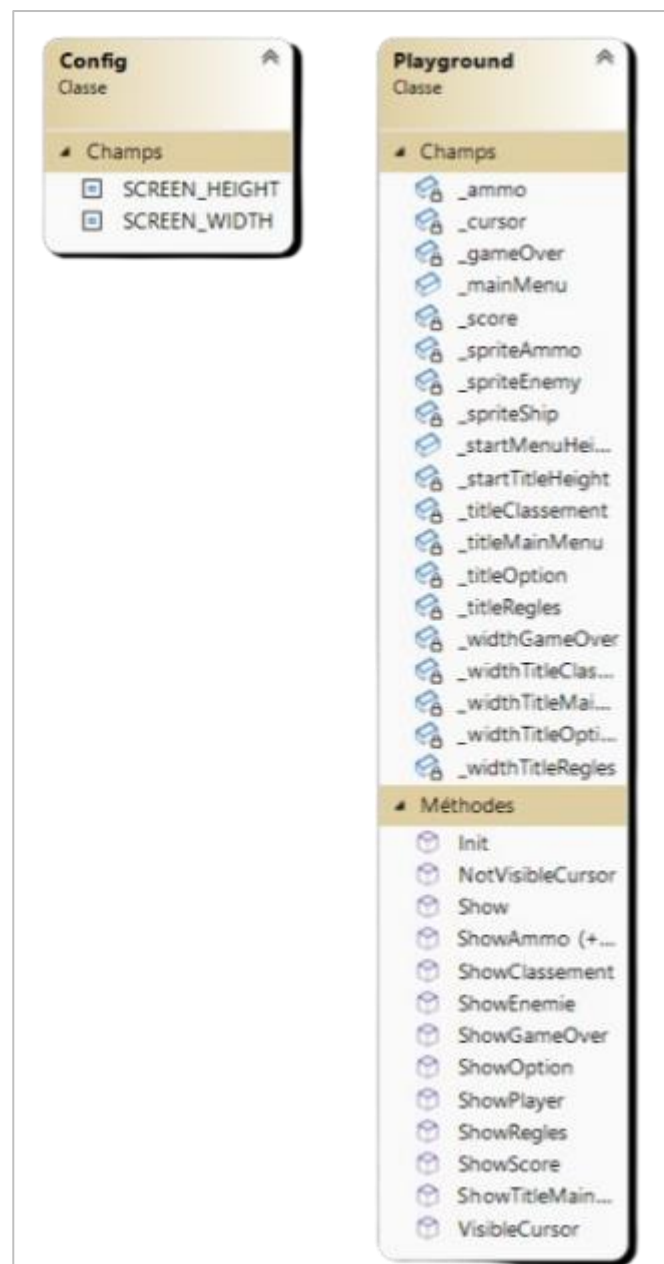 Config
Classe
Champs
SCREEN_HEIGHT
SCREEN_WIDTH
Playground
Classe
Champs
_ammo
_cursor
_gameOver
_mainMenu
_score
_spriteAmmo
_spriteEnemy
_spriteShip
_startMenuHei...
_startTitleHeight
_titleClassement
_titleMainMenu
_titleOption
_titleRegles
_widthGameOver
_widthTitleClas...
_widthTitleMai...
_widthTitleOpti...
_widthTitleRegles
Méthodes
Init
NotVisibleCursor
Show
ShowAmmo (+...
ShowClassement
ShowEnemie
ShowGameOver
ShowOption
ShowPlayer
ShowRegles
ShowScore
ShowTitleMain...
VisibleCursor